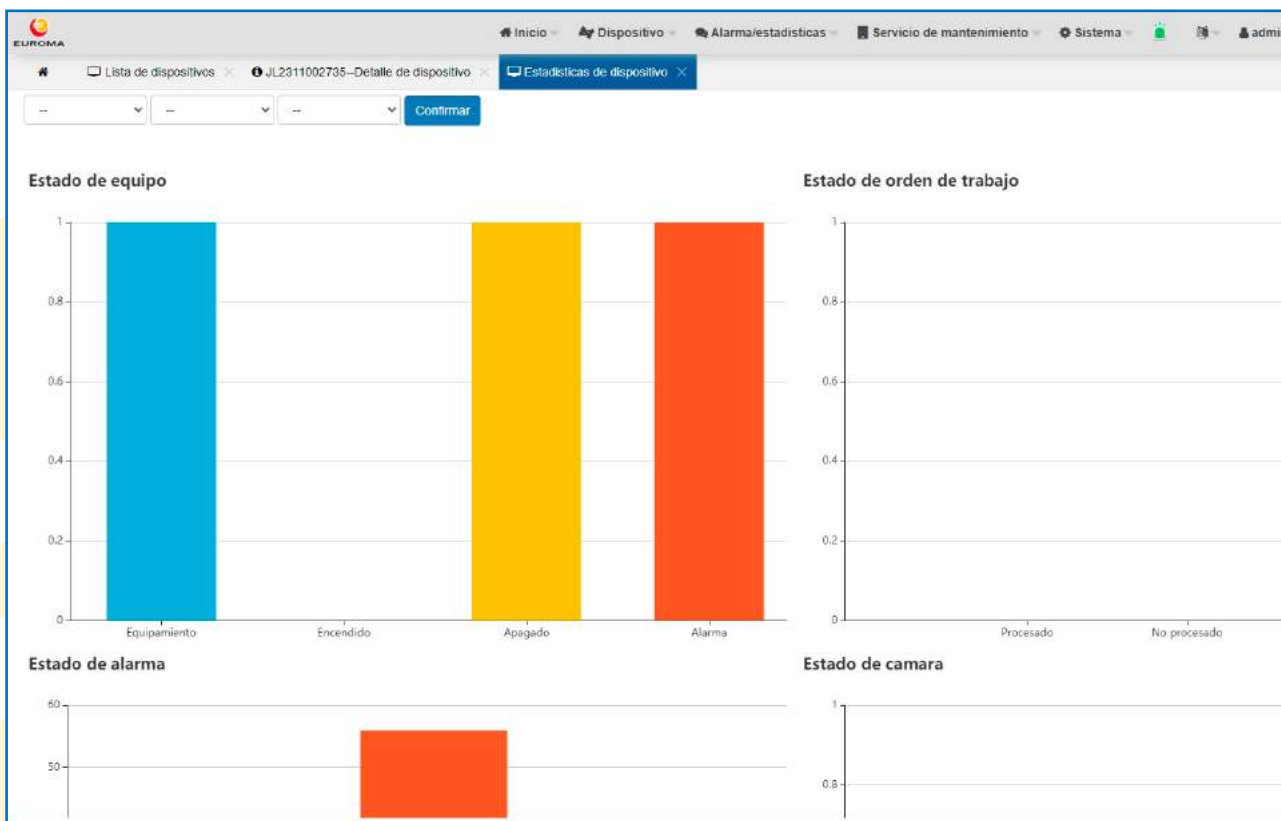 EUROMA
Inicio Dispositivo Alarma/estadisticas Servicio de mantenimiento Sistema admi
Lista de dispositivos JL2311002735--Detalle de dispositivo Estadisticas de dispositivo
-- -- -- Confirmar
Estado de equipo
1
0.8
0.6
0.4
0.2
0
Equipamiento Encendido Apagado Alarma
Estado de orden de trabajo
1
0.8
0.6
0.4
0.2
0
Procesado No procesado
Estado de alarma
60
50
Estado de camara
1
0.8